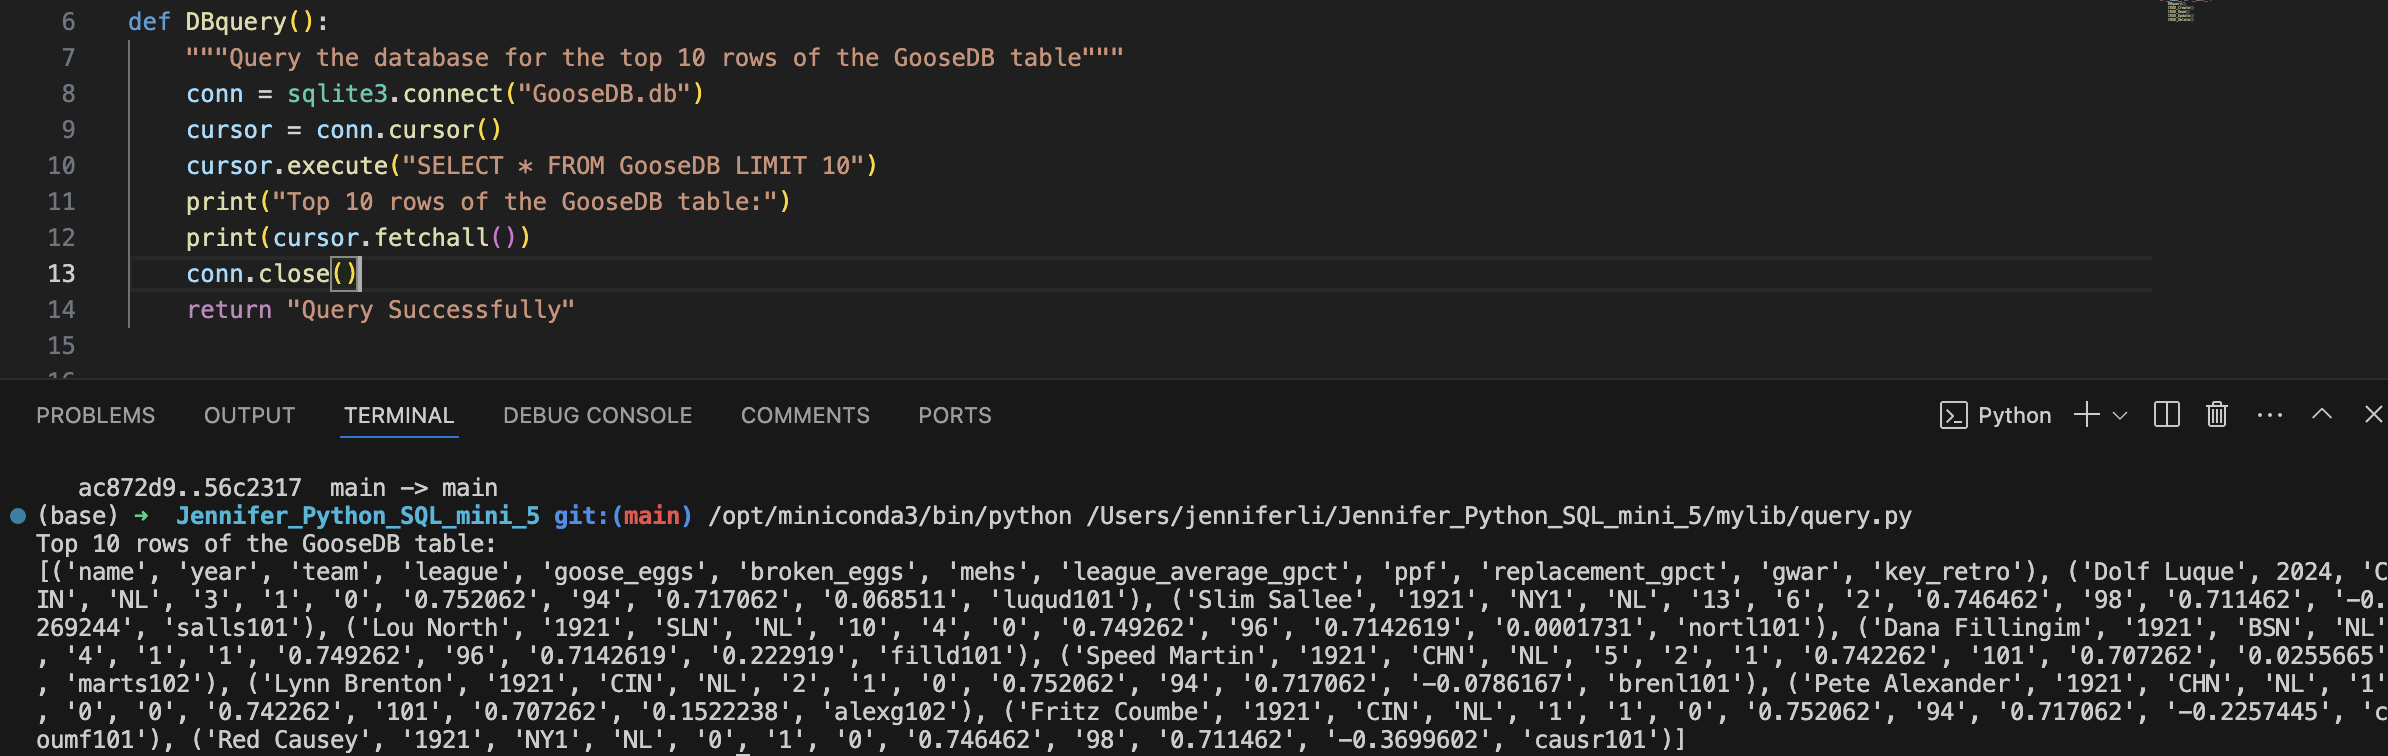 6 def DBquery():
7 """Query the database for the top 10 rows of the GooseDB table"""
8 conn = sqlite3.connect("GooseDB.db")
9 cursor = conn.cursor()
10 cursor.execute("SELECT * FROM GooseDB LIMIT 10")
11 print("Top 10 rows of the GooseDB table:")
12 print(cursor.fetchall())
13 conn.close()
14 return "Query Successfully"
15
PROBLEMS OUTPUT TERMINAL DEBUG CONSOLE COMMENTS PORTS Python
ac872d9..56c2317 main -> main
(base) → Jennifer_Python_SQL_mini_5 git:(main) /opt/miniconda3/bin/python /Users/jenniferli/Jennifer_Python_SQL_mini_5/mylib/query.py
Top 10 rows of the GooseDB table:
[('name', 'year', 'team', 'league', 'goose_eggs', 'broken_eggs', 'mehs', 'league_average_gpct', 'ppf', 'replacement_gpct', 'gwar', 'key_retro'), ('Dolf Luque', 2024, 'C
IN', 'NL', '3', '1', '0', '0.752062', '94', '0.717062', '0.068511', 'luqud101'), ('Slim Sallee', '1921', 'NY1', 'NL', '13', '6', '2', '0.746462', '98', '0.711462', '-0.
269244', 'salls101'), ('Lou North', '1921', 'SLN', 'NL', '10', '4', '0', '0.749262', '96', '0.7142619', '0.0001731', 'nortl101'), ('Dana Fillingim', '1921', 'BSN', 'NL'
, '4', '1', '1', '0.749262', '96', '0.7142619', '0.222919', 'filld101'), ('Speed Martin', '1921', 'CHN', 'NL', '5', '2', '1', '0.742262', '101', '0.707262', '0.0255665'
, 'marts102'), ('Lynn Brenton', '1921', 'CIN', 'NL', '2', '1', '0', '0.752062', '94', '0.717062', '-0.0786167', 'brenl101'), ('Pete Alexander', '1921', 'CHN', 'NL', '1'
, '0', '0', '0.742262', '101', '0.707262', '0.1522238', 'alexg102'), ('Fritz Coumbe', '1921', 'CIN', 'NL', '1', '1', '0', '0.752062', '94', '0.717062', '-0.2257445', 'c
oumf101'), ('Red Causey', '1921', 'NY1', 'NL', '0', '1', '0', '0.746462', '98', '0.711462', '-0.3699602', 'causr101')]